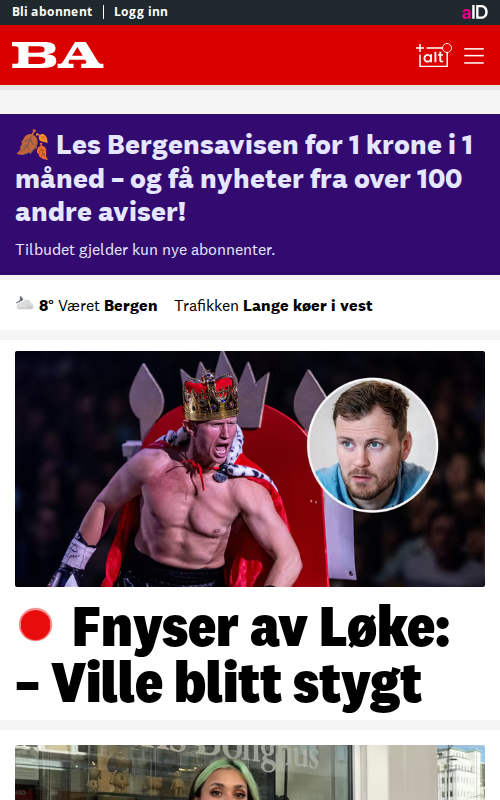 Bli abonnent | Logg inn
aID
BA
+alt
Les Bergensavisen for 1 krone i 1
måned – og få nyheter fra over 100
andre aviser!
Tilbudet gjelder kun nye abonnenter.
8° Været Bergen Trafikken Lange køer i vest
Fnyser av Løke:
– Ville blitt stygt